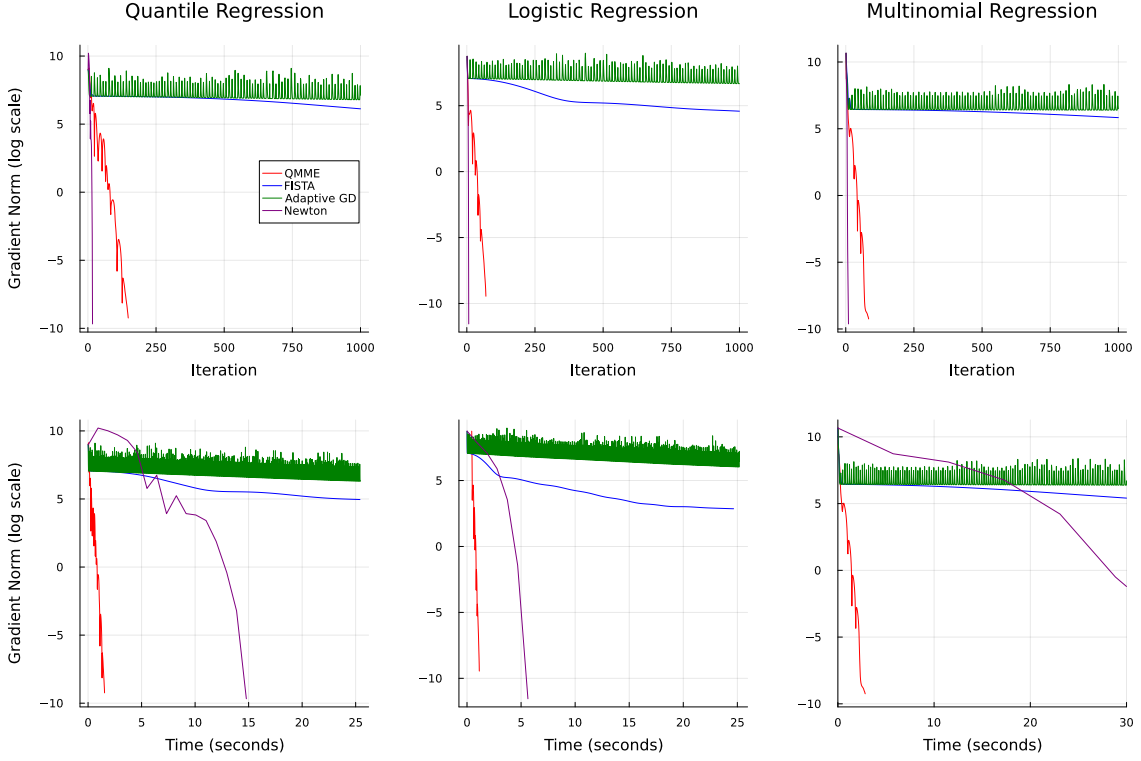 Quantile Regression
Logistic Regression
Multinomial Regression
Gradient Norm (log scale)
10
5
0
−5
−10
QMME
FISTA
Adaptive GD
Newton
0 250 500 750 1000
Iteration
5
0
−5
−10
0 250 500 750 1000
Iteration
10
5
0
−5
−10
0 250 500 750 1000
Iteration
Gradient Norm (log scale)
10
5
0
−5
−10
0 5 10 15 20 25
Time (seconds)
5
0
−5
−10
0 5 10 15 20 25
Time (seconds)
10
5
0
−5
−10
0 10 20 30
Time (seconds)